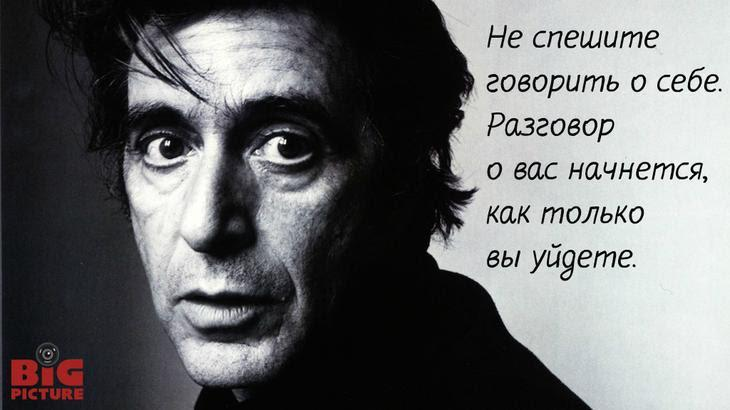 Не спешите
говорить о себе.
Разговор
о вас начнется,
как только
вы уйдете.
BIG
PICTURE